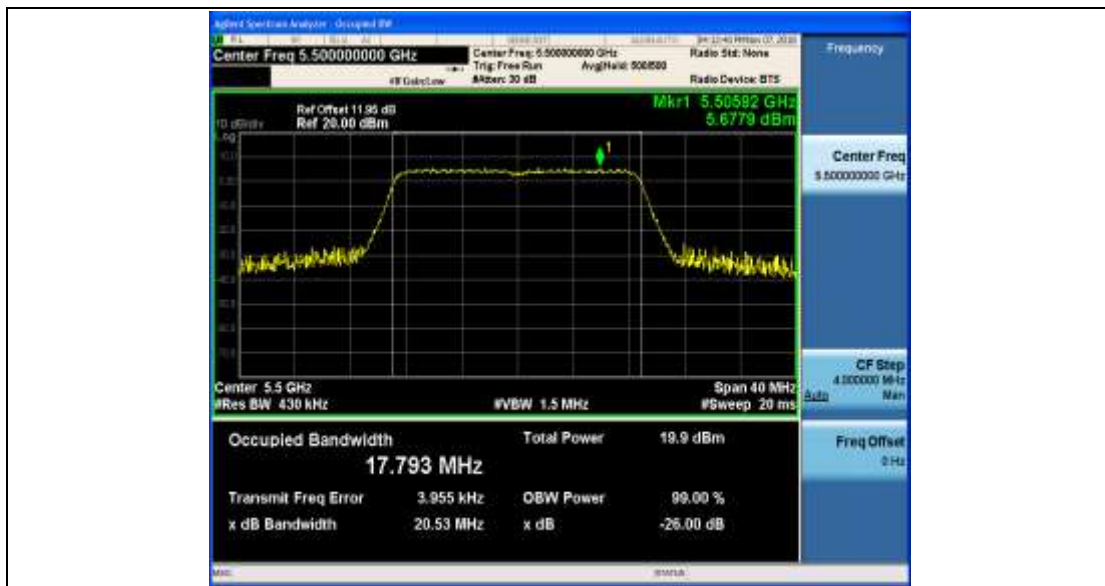 Agilent Spectrum Analyzer - Occupied BW
Center Freq 5.500000000 GHz
Center Freq: 5.500000000 GHz
Radio Std: None
Trig: Free Run
Avg|Hold: 500/500
#IFGain:Low
#Atten: 30 dB
Radio Device: BTS
Frequency
Ref Offset 11.95 dB
Ref 20.00 dBm
10 dB/div
Log
Mkr1 5.50592 GHz
5.6779 dBm
1
Center Freq
5.500000000 GHz
Center 5.5 GHz
Span 40 MHz
#Res BW 430 kHz
#VBW 1.5 MHz
#Sweep 20 ms
CF Step
4.000000 MHz
Auto Man
Occupied Bandwidth
17.793 MHz
Total Power 19.9 dBm
Freq Offset
0 Hz
Transmit Freq Error 3.955 kHz
OBW Power 99.00 %
x dB Bandwidth 20.53 MHz
x dB -26.00 dB
MSG
STATUS